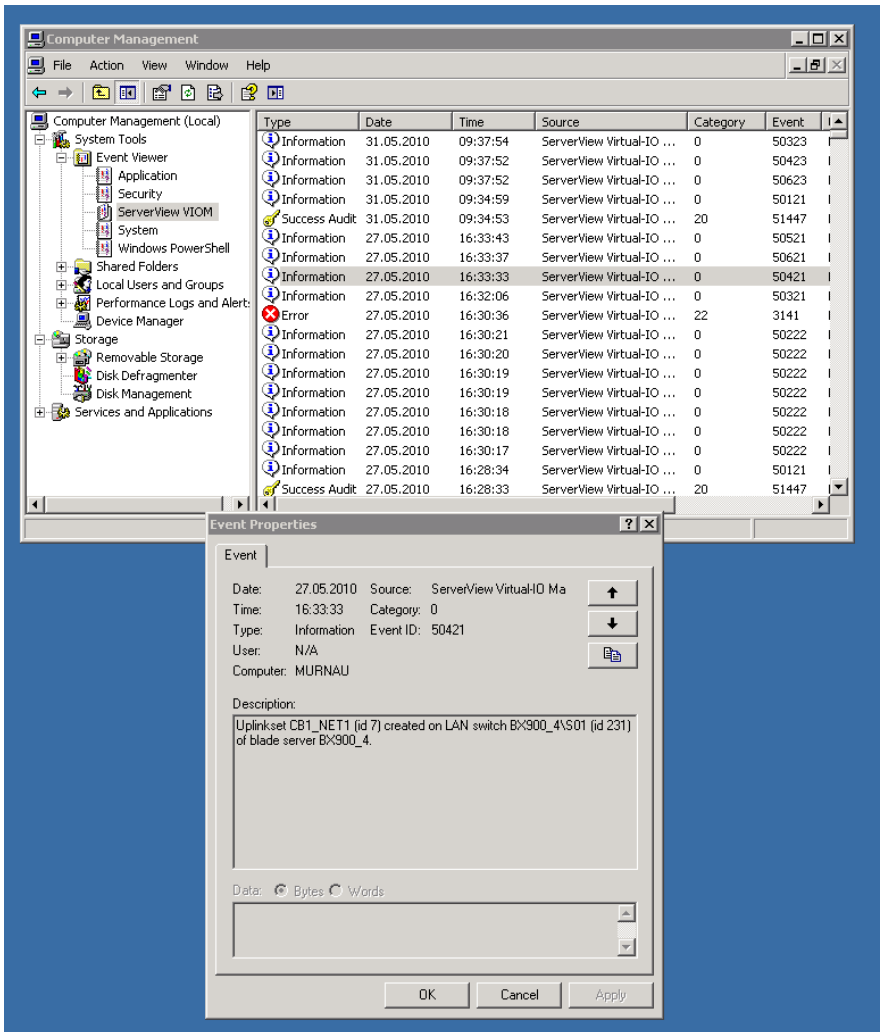 Computer Management
File Action View Window Help
Computer Management (Local)
System Tools
Event Viewer
Application
Security
ServerView VIOM
System
Windows PowerShell
Shared Folders
Local Users and Groups
Performance Logs and Alert
Device Manager
Storage
Removable Storage
Disk Defragmenter
Disk Management
Services and Applications
Type Date Time Source Category Event
Information 31.05.2010 09:37:54 ServerView Virtual-IO ... 0 50323
Information 31.05.2010 09:37:52 ServerView Virtual-IO ... 0 50423
Information 31.05.2010 09:37:52 ServerView Virtual-IO ... 0 50623
Information 31.05.2010 09:34:59 ServerView Virtual-IO ... 0 50121
Success Audit 31.05.2010 09:34:53 ServerView Virtual-IO ... 20 51447
Information 27.05.2010 16:33:43 ServerView Virtual-IO ... 0 50521
Information 27.05.2010 16:33:37 ServerView Virtual-IO ... 0 50621
Information 27.05.2010 16:33:33 ServerView Virtual-IO ... 0 50421
Information 27.05.2010 16:32:06 ServerView Virtual-IO ... 0 50321
Error 27.05.2010 16:30:36 ServerView Virtual-IO ... 22 3141
Information 27.05.2010 16:30:21 ServerView Virtual-IO ... 0 50222
Information 27.05.2010 16:30:20 ServerView Virtual-IO ... 0 50222
Information 27.05.2010 16:30:19 ServerView Virtual-IO ... 0 50222
Information 27.05.2010 16:30:19 ServerView Virtual-IO ... 0 50222
Information 27.05.2010 16:30:18 ServerView Virtual-IO ... 0 50222
Information 27.05.2010 16:30:18 ServerView Virtual-IO ... 0 50222
Information 27.05.2010 16:30:17 ServerView Virtual-IO ... 0 50222
Information 27.05.2010 16:28:34 ServerView Virtual-IO ... 0 50121
Success Audit 27.05.2010 16:28:33 ServerView Virtual-IO ... 20 51447
Event Properties
Event
Date: 27.05.2010 Source: ServerView Virtual-IO Ma
Time: 16:33:33 Category: 0
Type: Information Event ID: 50421
User: N/A
Computer: MURNAU
Description:
Uplinkset CB1_NET1 (id 7) created on LAN switch BX900_4\S01 (id 231)
of blade server BX900_4.
Data: Bytes Words
OK Cancel Apply